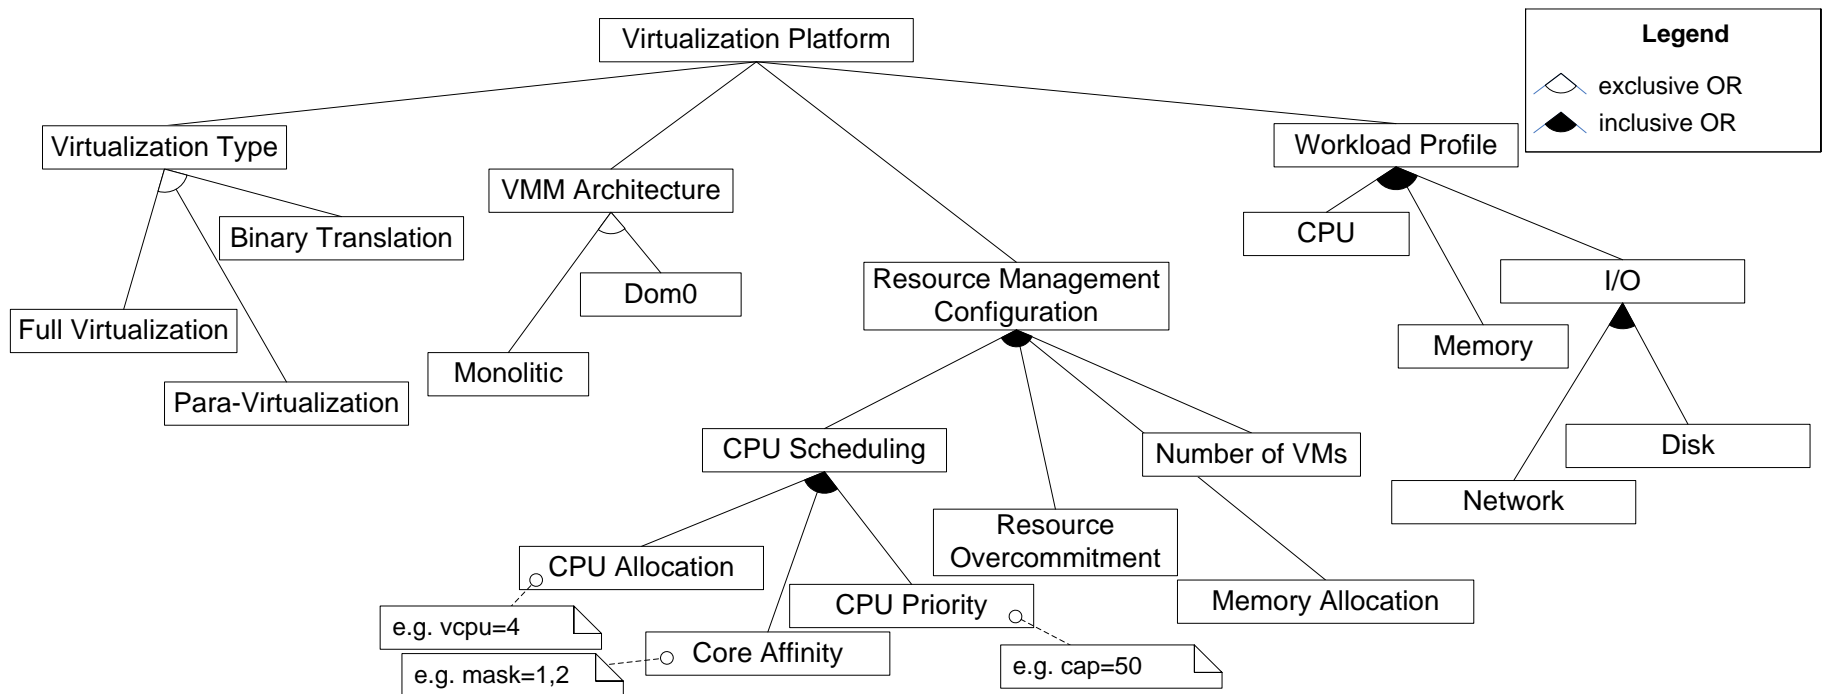 Virtualization Platform
Legend
exclusive OR
inclusive OR
Virtualization Type
Workload Profile
VMM Architecture
Binary Translation
CPU
Dom0
Resource Management
Configuration
I/O
Full Virtualization
Memory
Monolitic
Para-Virtualization
CPU Scheduling
Number of VMs
Disk
Network
Resource
Overcommitment
CPU Allocation
CPU Priority
Memory Allocation
e.g. vcpu=4
Core Affinity
e.g. mask=1,2
e.g. cap=50